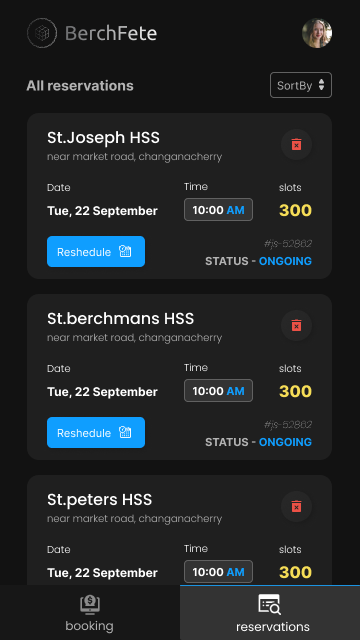 BerchFete
All reservations
SortBy
St.Joseph HSS
near market road, changanacherry
Date Time slots
Tue, 22 September 10:00 AM 300
#js-52862
Reshedule
STATUS - ONGOING
St.berchmans HSS
near market road, changanacherry
Date Time slots
Tue, 22 September 10:00 AM 300
#js-52862
Reshedule
STATUS - ONGOING
St.peters HSS
near market road, changanacherry
Date Time slots
Tue, 22 September 10:00 AM 300
booking reservations